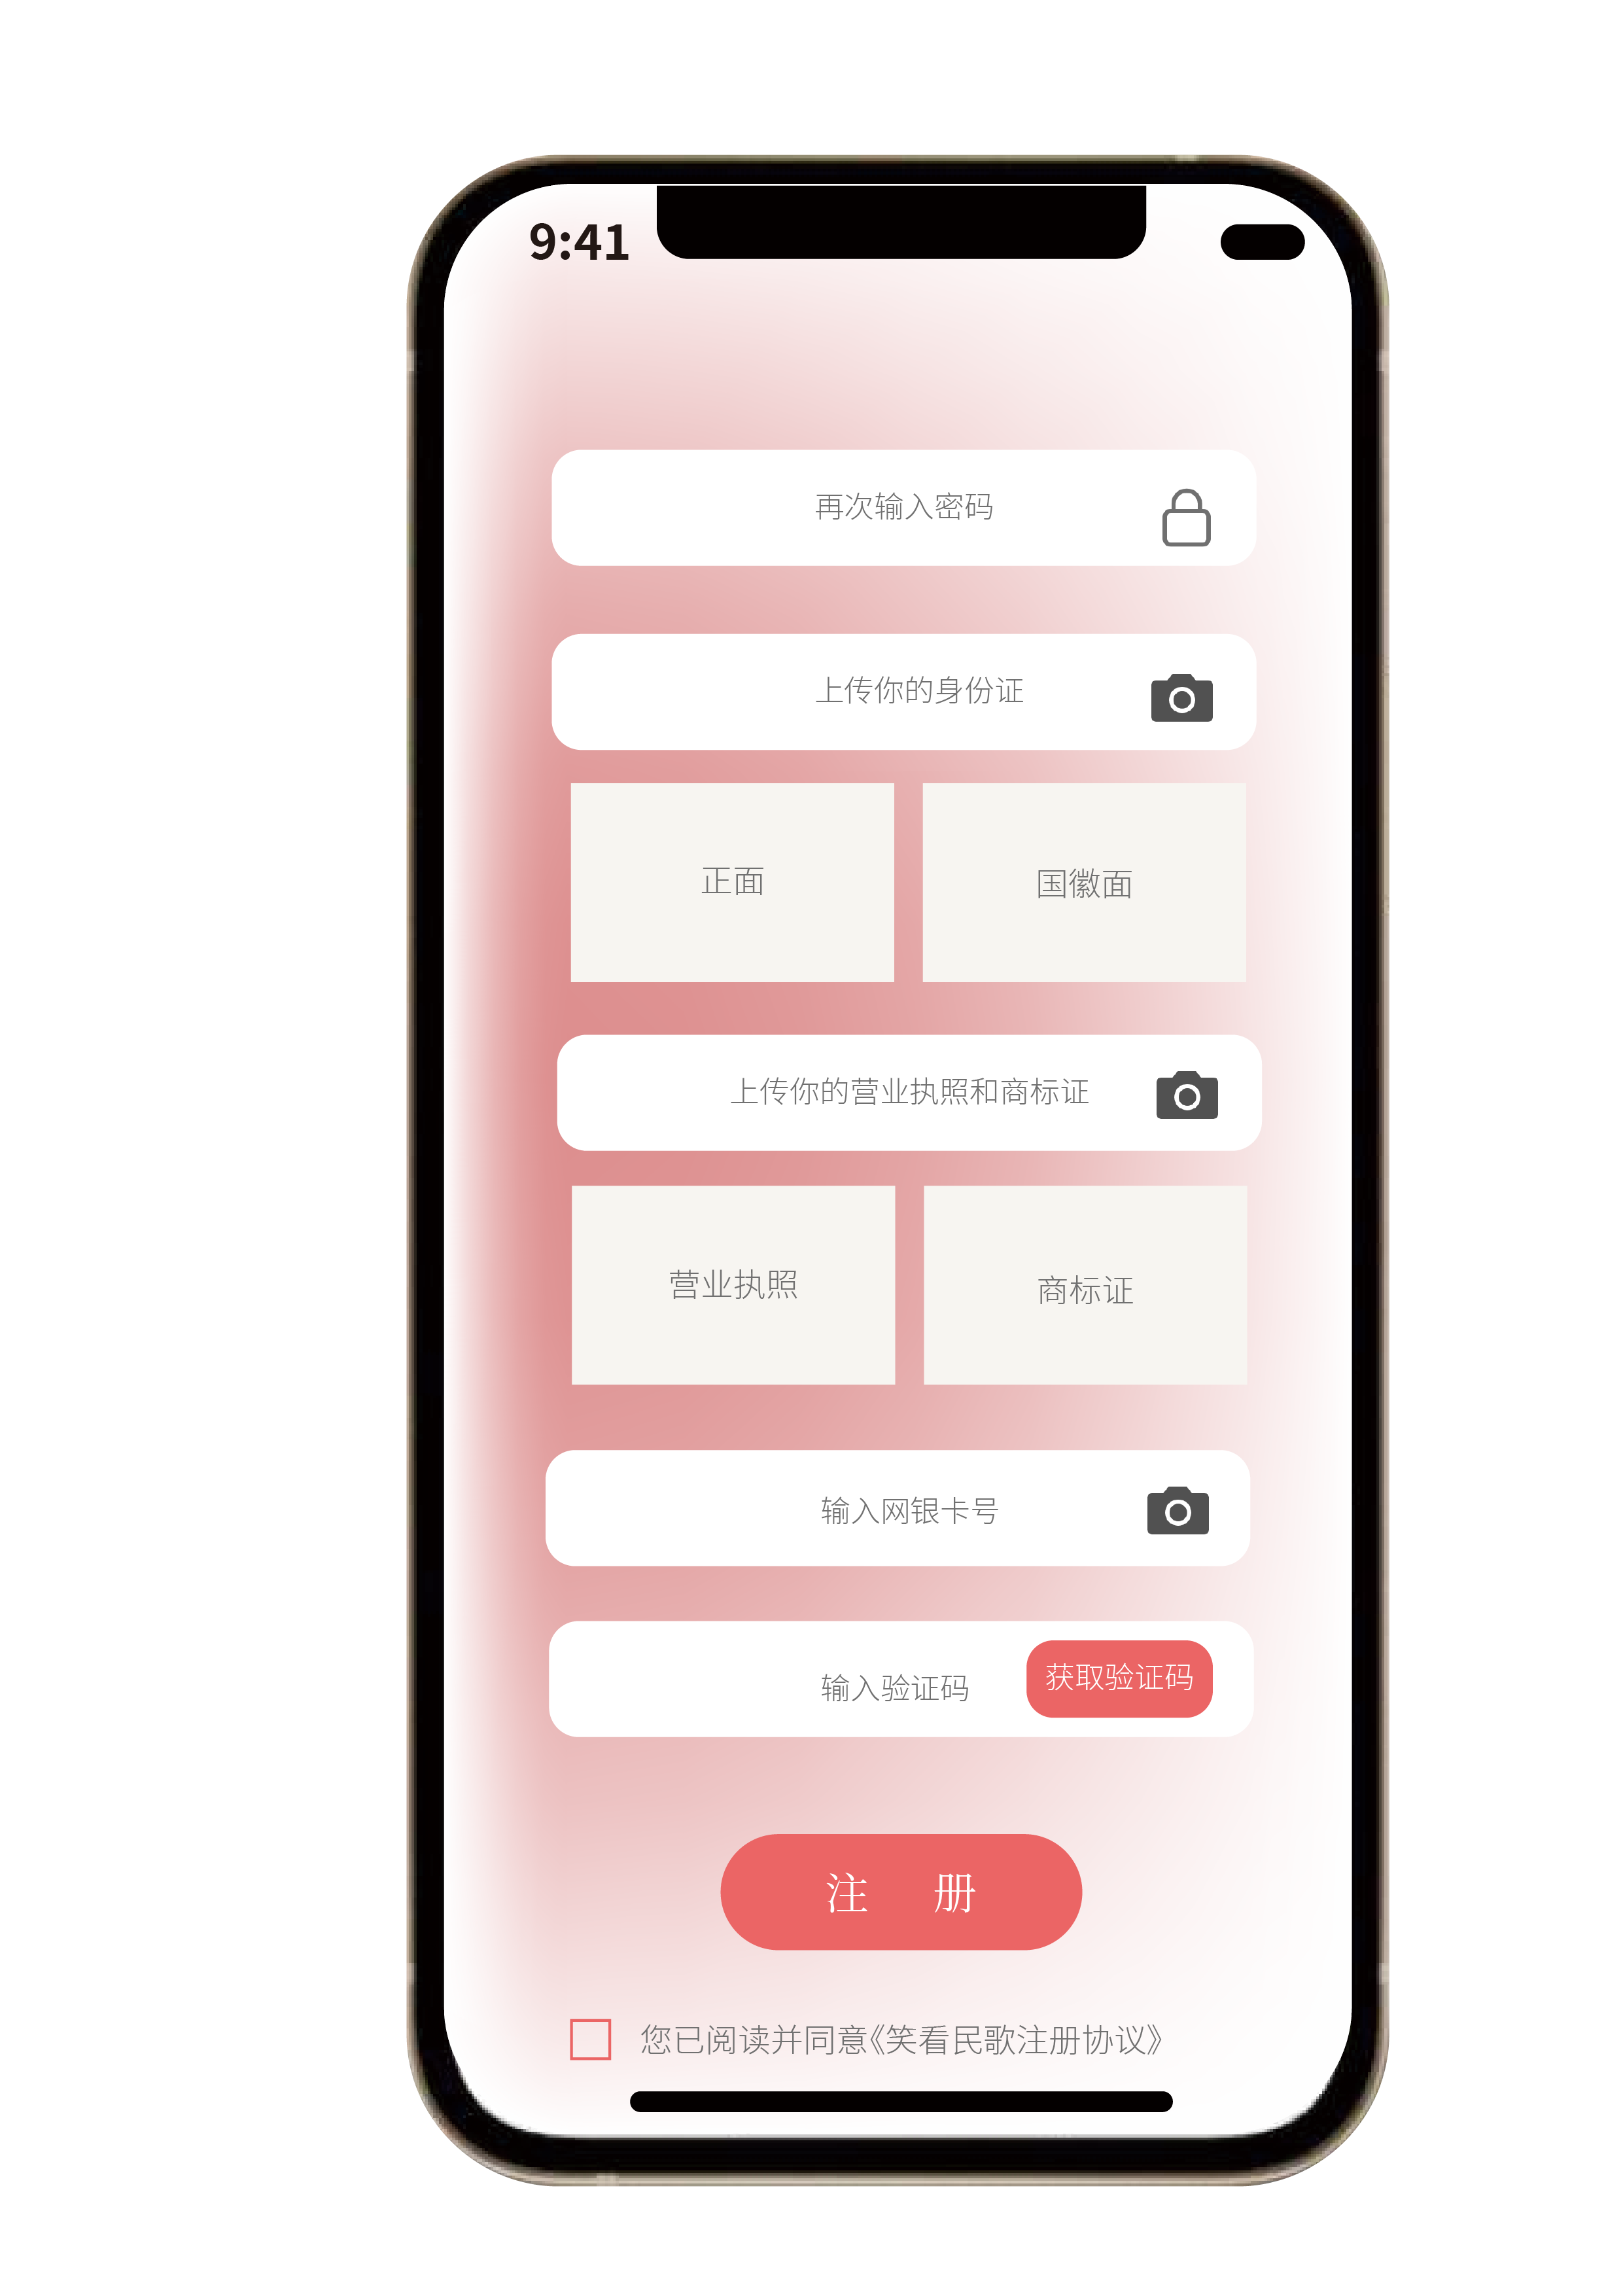 9:41
再次输入密码
上传你的身份证
正面
国徽面
上传你的营业执照和商标证
营业执照
商标证
输入网银卡号
输入验证码
获取验证码
注 册
您已阅读并同意《笑看民歌注册协议》